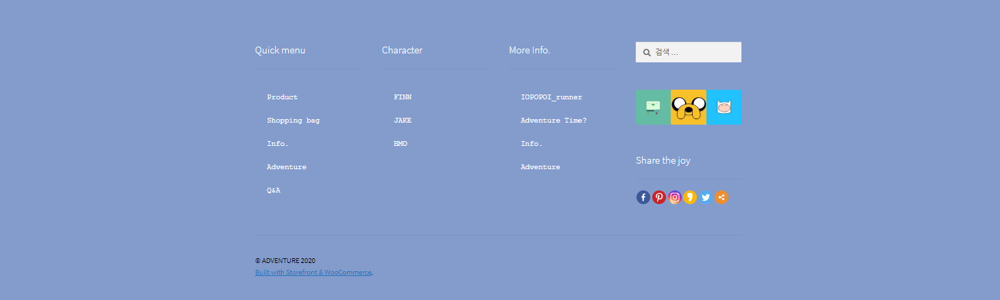 Quick menu
Product
Shopping bag
Info.
Adventure
Q&A
Character
FINN
JAKE
BMO
More Info.
IOPOPOI_runner
Adventure Time?
Info.
Adventure
검색 …
Share the joy
© ADVENTURE 2020
Built with Storefront & WooCommerce.